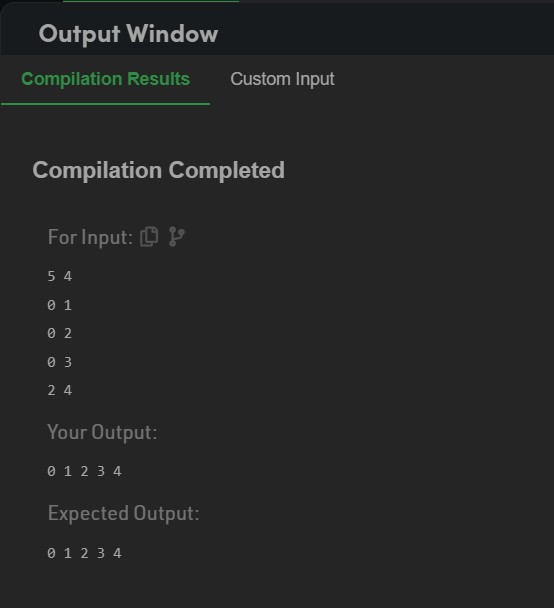 Output Window
Compilation Results Custom Input
Compilation Completed
For Input:
5 4
0 1
0 2
0 3
2 4
Your Output:
0 1 2 3 4
Expected Output:
0 1 2 3 4